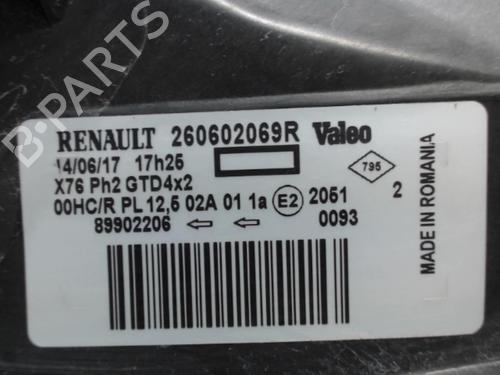 RENAULT 260602069R Valeo
14/06/17 17h25
X76 Ph2 GTD4x2
00HC/R PL 12,5 02A 01 1a E2 2051
0093
89902206
795
2
MADE IN ROMANIA
B-PARTS